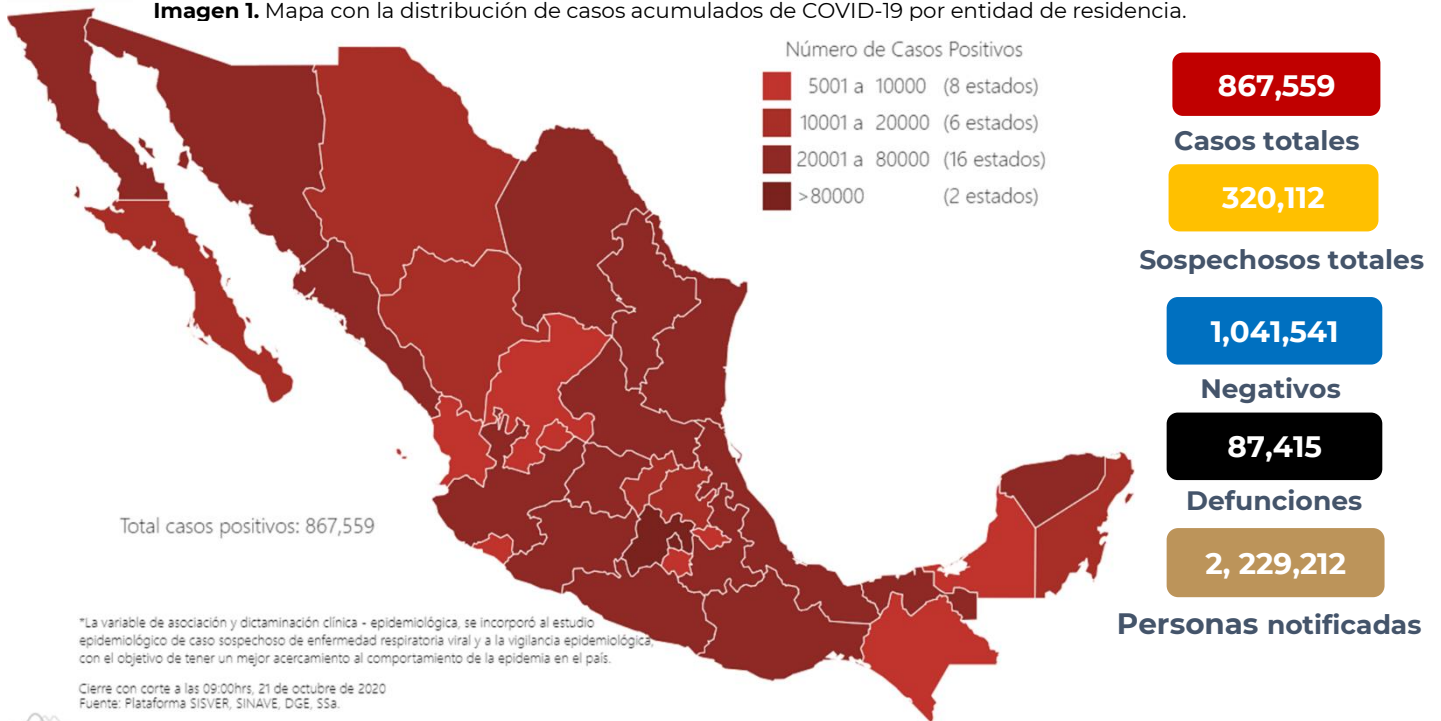 Imagen 1. Mapa con la distribución de casos acumulados de COVID-19 por entidad de residencia.
Número de Casos Positivos
5001 a 10000 (8 estados)
10001 a 20000 (6 estados)
20001 a 80000 (16 estados)
>80000 (2 estados)
867,559
Casos totales
320,112
Sospechosos totales
1,041,541
Negativos
87,415
Defunciones
2, 229,212
Personas notificadas
Total casos positivos: 867,559
*La variable de asociación y dictaminación clínica - epidemiológica, se incorporó al estudio
epidemiológico de caso sospechoso de enfermedad respiratoria viral y a la vigilancia epidemiológica,
con el objetivo de tener un mejor acercamiento al comportamiento de la epidemia en el país.
Cierre con corte a las 09:00hrs, 21 de octubre de 2020
Fuente: Plataforma SISVER, SINAVE, DGE, SSa.